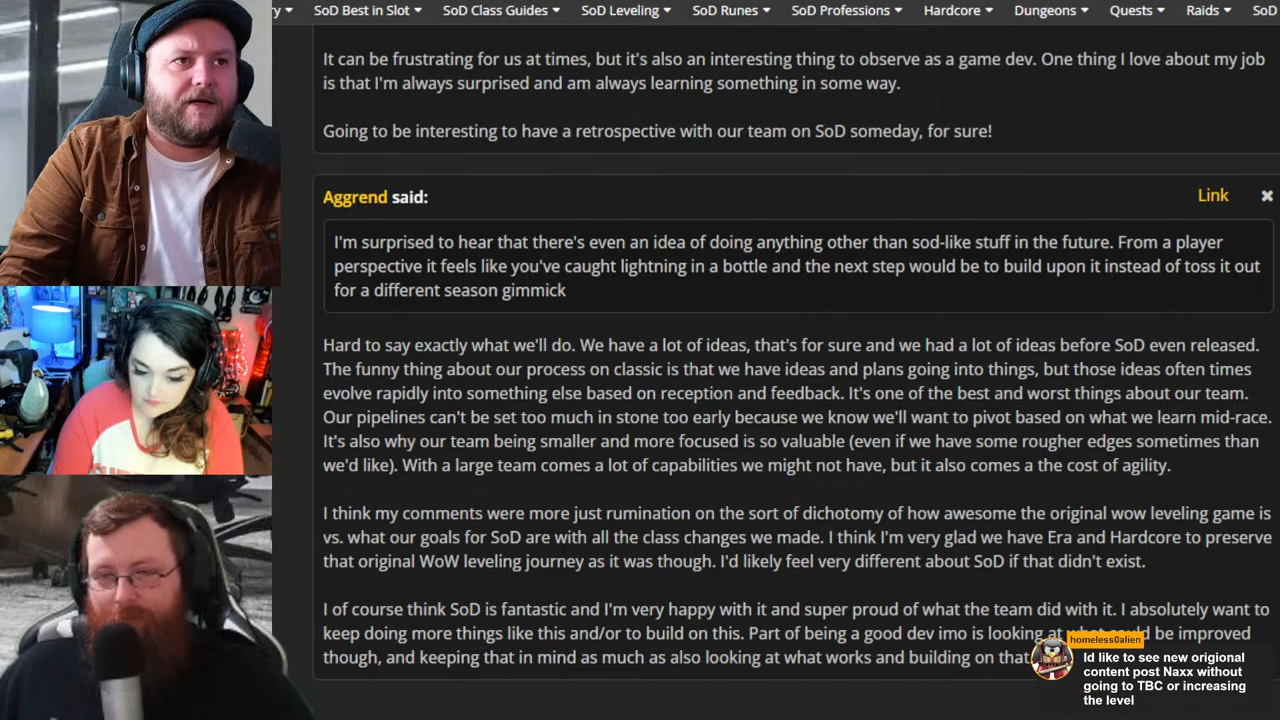 SoD Best in Slot SoD Class Guides SoD Leveling SoD Runes SoD Professions Hardcore Dungeons Quests Raids SoD
It can be frustrating for us at times, but it's also an interesting thing to observe as a game dev. One thing I love about my job
is that I'm always surprised and am always learning something in some way.
Going to be interesting to have a retrospective with our team on SoD someday, for sure!
Aggrend said: Link
I'm surprised to hear that there's even an idea of doing anything other than sod-like stuff in the future. From a player
perspective it feels like you've caught lightning in a bottle and the next step would be to build upon it instead of toss it out
for a different season gimmick
Hard to say exactly what we'll do. We have a lot of ideas, that's for sure and we had a lot of ideas before SoD even released.
The funny thing about our process on classic is that we have ideas and plans going into things, but those ideas often times
evolve rapidly into something else based on reception and feedback. It's one of the best and worst things about our team.
Our pipelines can't be set too much in stone too early because we know we'll want to pivot based on what we learn mid-race.
It's also why our team being smaller and more focused is so valuable (even if we have some rougher edges sometimes than
we'd like). With a large team comes a lot of capabilities we might not have, but it also comes a the cost of agility.
I think my comments were more just rumination on the sort of dichotomy of how awesome the original wow leveling game is
vs. what our goals for SoD are with all the class changes we made. I think I'm very glad we have Era and Hardcore to preserve
that original WoW leveling journey as it was though. I'd likely feel very different about SoD if that didn't exist.
I of course think SoD is fantastic and I'm very happy with it and super proud of what the team did with it. I absolutely want to
keep doing more things like this and/or to build on this. Part of being a good dev imo is looking at what could be improved
though, and keeping that in mind as much as also looking at what works and building on that
homeless0alien
Id like to see new origional
content post Naxx without
going to TBC or increasing
the level